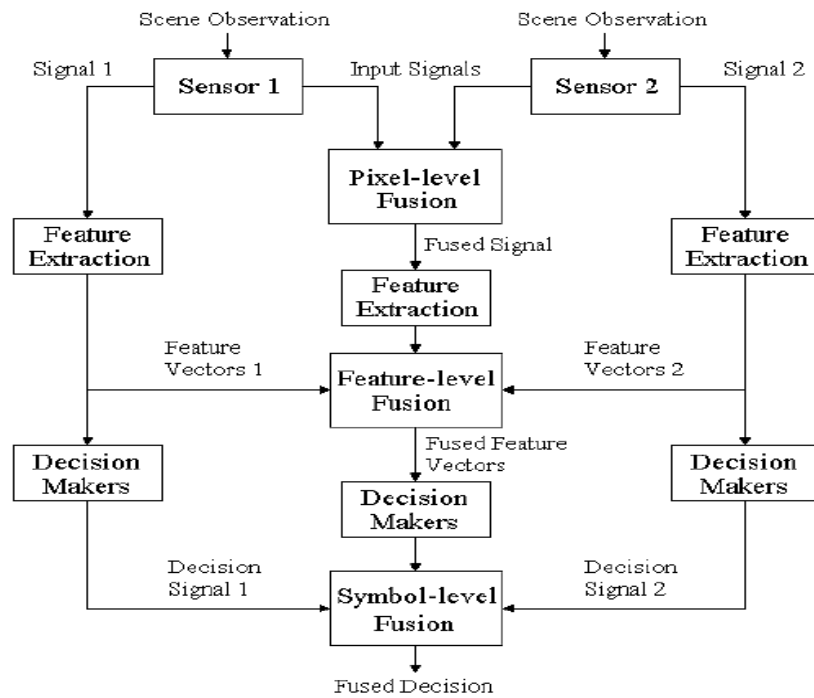 Scene Observation
Scene Observation
Signal 1
Input Signals
Signal 2
Sensor 1
Sensor 2
Pixel-level
Fusion
Feature
Extraction
Feature
Extraction
Fused Signal
Feature
Extraction
Feature
Vectors 1
Feature
Vectors 2
Feature-level
Fusion
Decision
Makers
Fused Feature
Vectors
Decision
Makers
Decision
Makers
Decision
Signal 1
Decision
Signal 2
Symbol-level
Fusion
Fused Decision